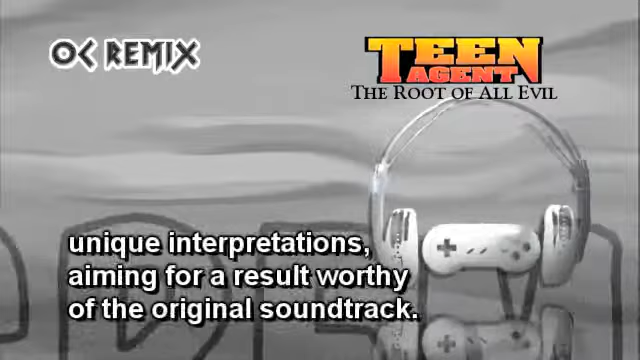 OC REMIX
TEEN
AGENT
THE ROOT OF ALL EVIL
unique interpretations,
aiming for a result worthy
of the original soundtrack.